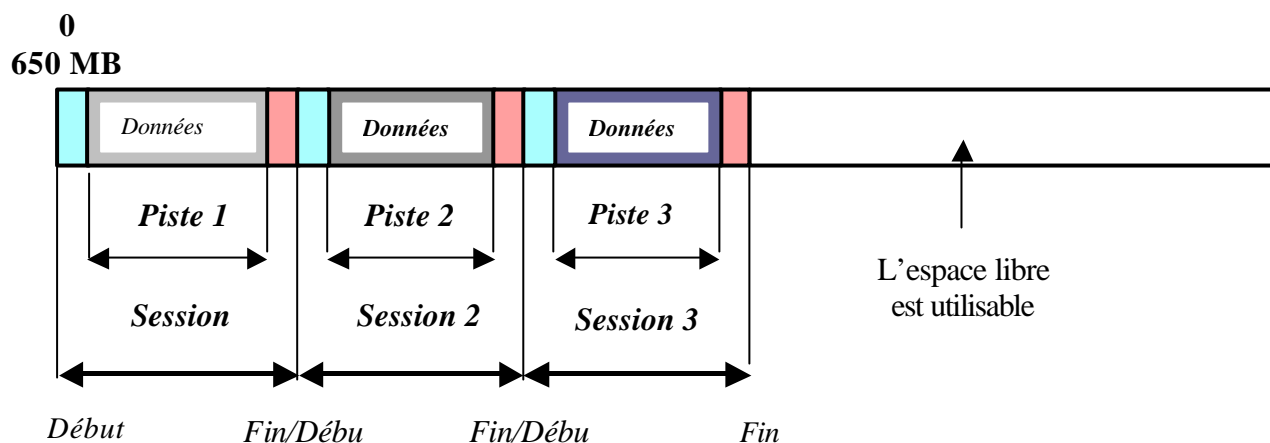 0
650 MB
Données Données Données
Piste 1 Piste 2 Piste 3
L'espace libre
est utilisable
Session Session 2 Session 3
Début Fin/Débu Fin/Débu Fin